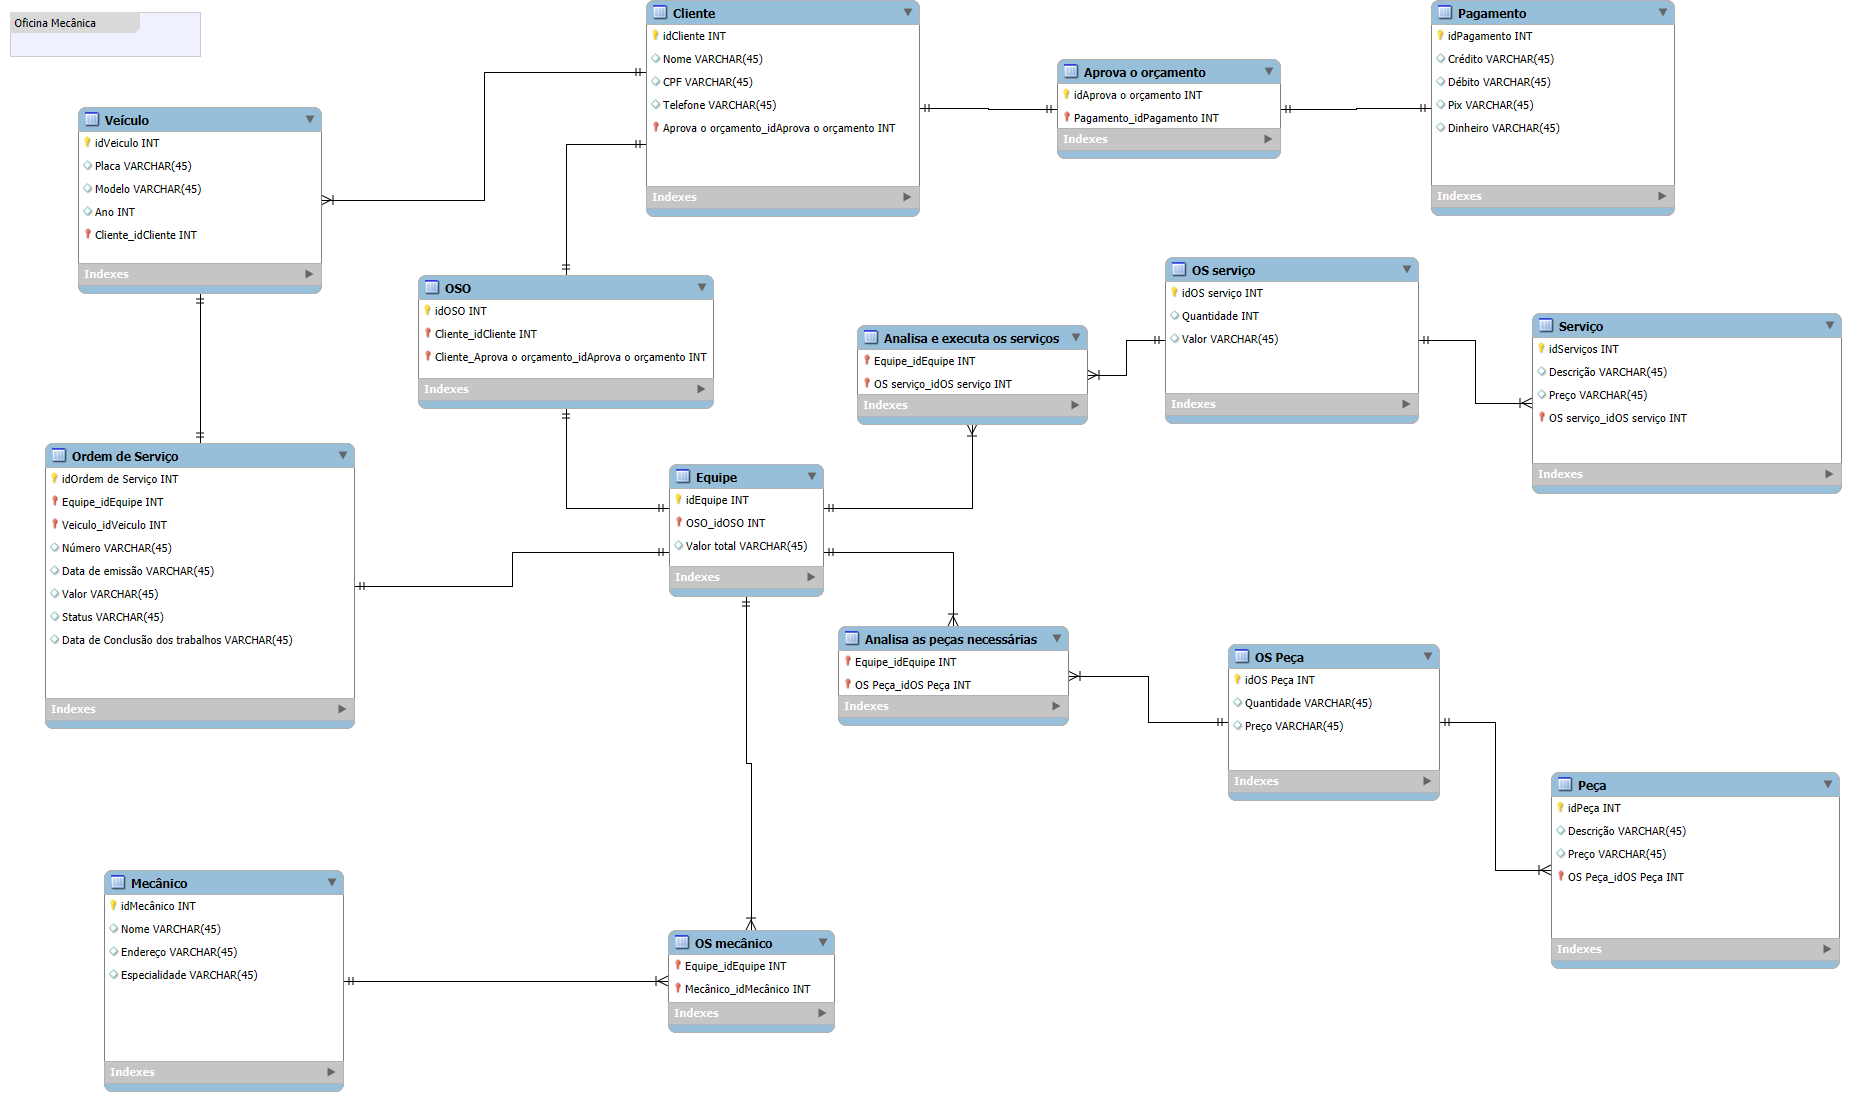 Oficina Mecânica
Cliente
idCliente INT
Nome VARCHAR(45)
CPF VARCHAR(45)
Telefone VARCHAR(45)
Aprova o orçamento_idAprova o orçamento INT
Indexes
Aprova o orçamento
idAprova o orçamento INT
Pagamento_idPagamento INT
Indexes
Pagamento
idPagamento INT
Crédito VARCHAR(45)
Débito VARCHAR(45)
Pix VARCHAR(45)
Dinheiro VARCHAR(45)
Indexes
Veículo
idVeiculo INT
Placa VARCHAR(45)
Modelo VARCHAR(45)
Ano INT
Cliente_idCliente INT
Indexes
OSO
idOSO INT
Cliente_idCliente INT
Cliente_Aprova o orçamento_idAprova o orçamento INT
Indexes
Analisa e executa os serviços
Equipe_idEquipe INT
OS serviço_idOS serviço INT
Indexes
OS serviço
idOS serviço INT
Quantidade INT
Valor VARCHAR(45)
Indexes
Serviço
idServiços INT
Descrição VARCHAR(45)
Preço VARCHAR(45)
OS serviço_idOS serviço INT
Indexes
Ordem de Serviço
idOrdem de Serviço INT
Equipe_idEquipe INT
Veiculo_idVeiculo INT
Número VARCHAR(45)
Data de emissão VARCHAR(45)
Valor VARCHAR(45)
Status VARCHAR(45)
Data de Conclusão dos trabalhos VARCHAR(45)
Indexes
Equipe
idEquipe INT
OSO_idOSO INT
Valor total VARCHAR(45)
Indexes
Analisa as peças necessárias
Equipe_idEquipe INT
OS Peça_idOS Peça INT
Indexes
OS Peça
idOS Peça INT
Quantidade VARCHAR(45)
Preço VARCHAR(45)
Indexes
Peça
idPeça INT
Descrição VARCHAR(45)
Preço VARCHAR(45)
OS Peça_idOS Peça INT
Indexes
Mecânico
idMecânico INT
Nome VARCHAR(45)
Endereço VARCHAR(45)
Especialidade VARCHAR(45)
Indexes
OS mecânico
Equipe_idEquipe INT
Mecânico_idMecânico INT
Indexes